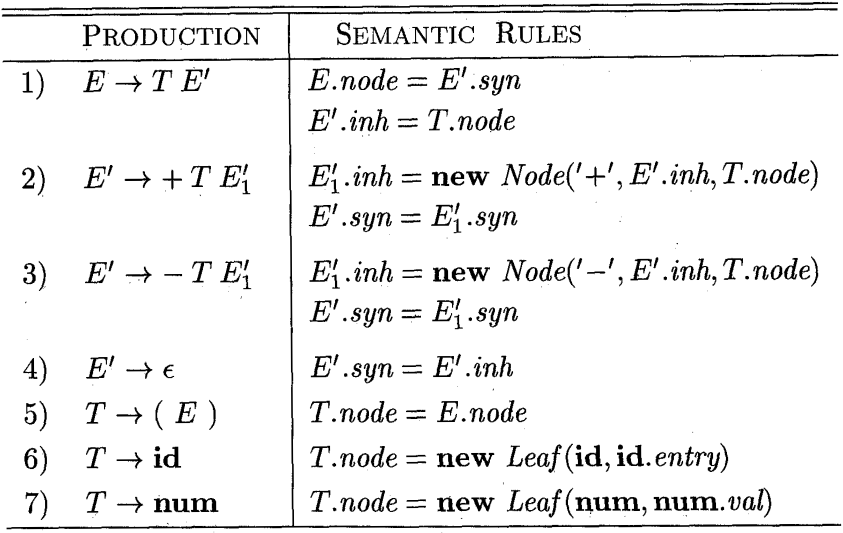 PRODUCTION SEMANTIC RULES
1) E → T E′ E.node = E′.syn
E′.inh = T.node
2) E′ → + T E′₁ E′₁.inh = new Node('+', E′.inh, T.node)
E′.syn = E′₁.syn
3) E′ → − T E′₁ E′₁.inh = new Node('−', E′.inh, T.node)
E′.syn = E′₁.syn
4) E′ → ϵ E′.syn = E′.inh
5) T → ( E ) T.node = E.node
6) T → id T.node = new Leaf(id, id.entry)
7) T → num T.node = new Leaf(num, num.val)